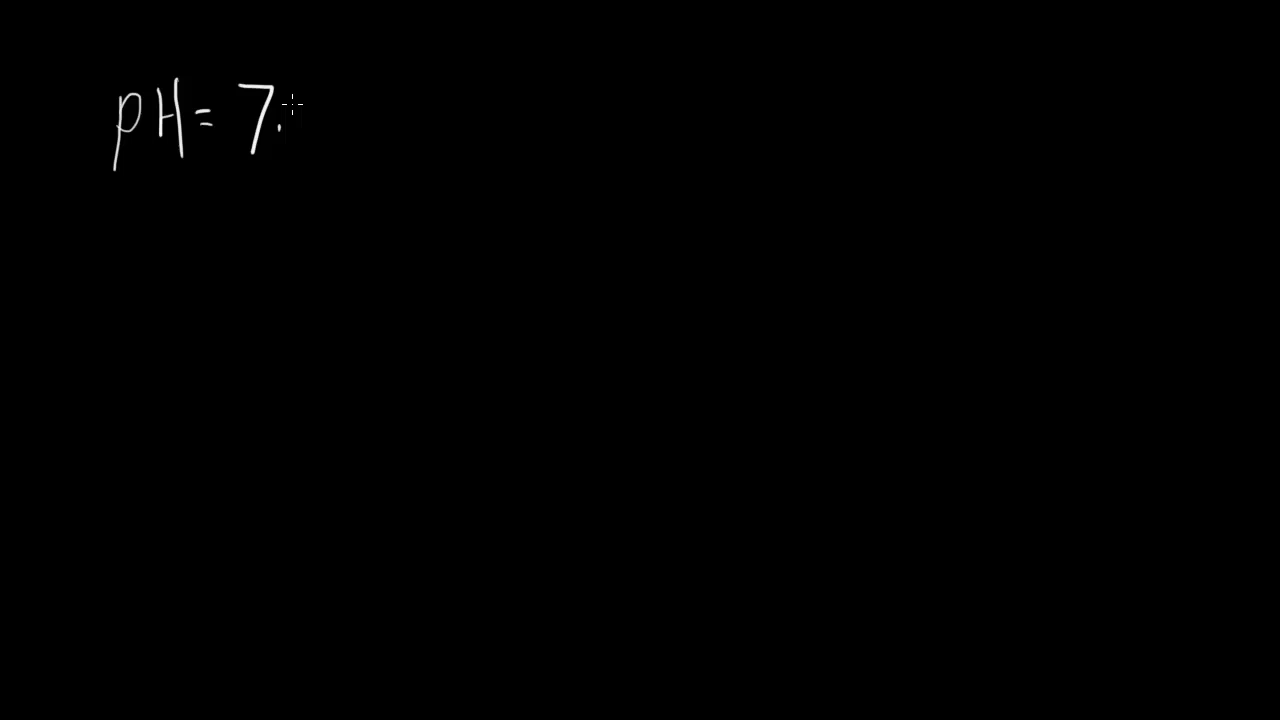 pH = 7.